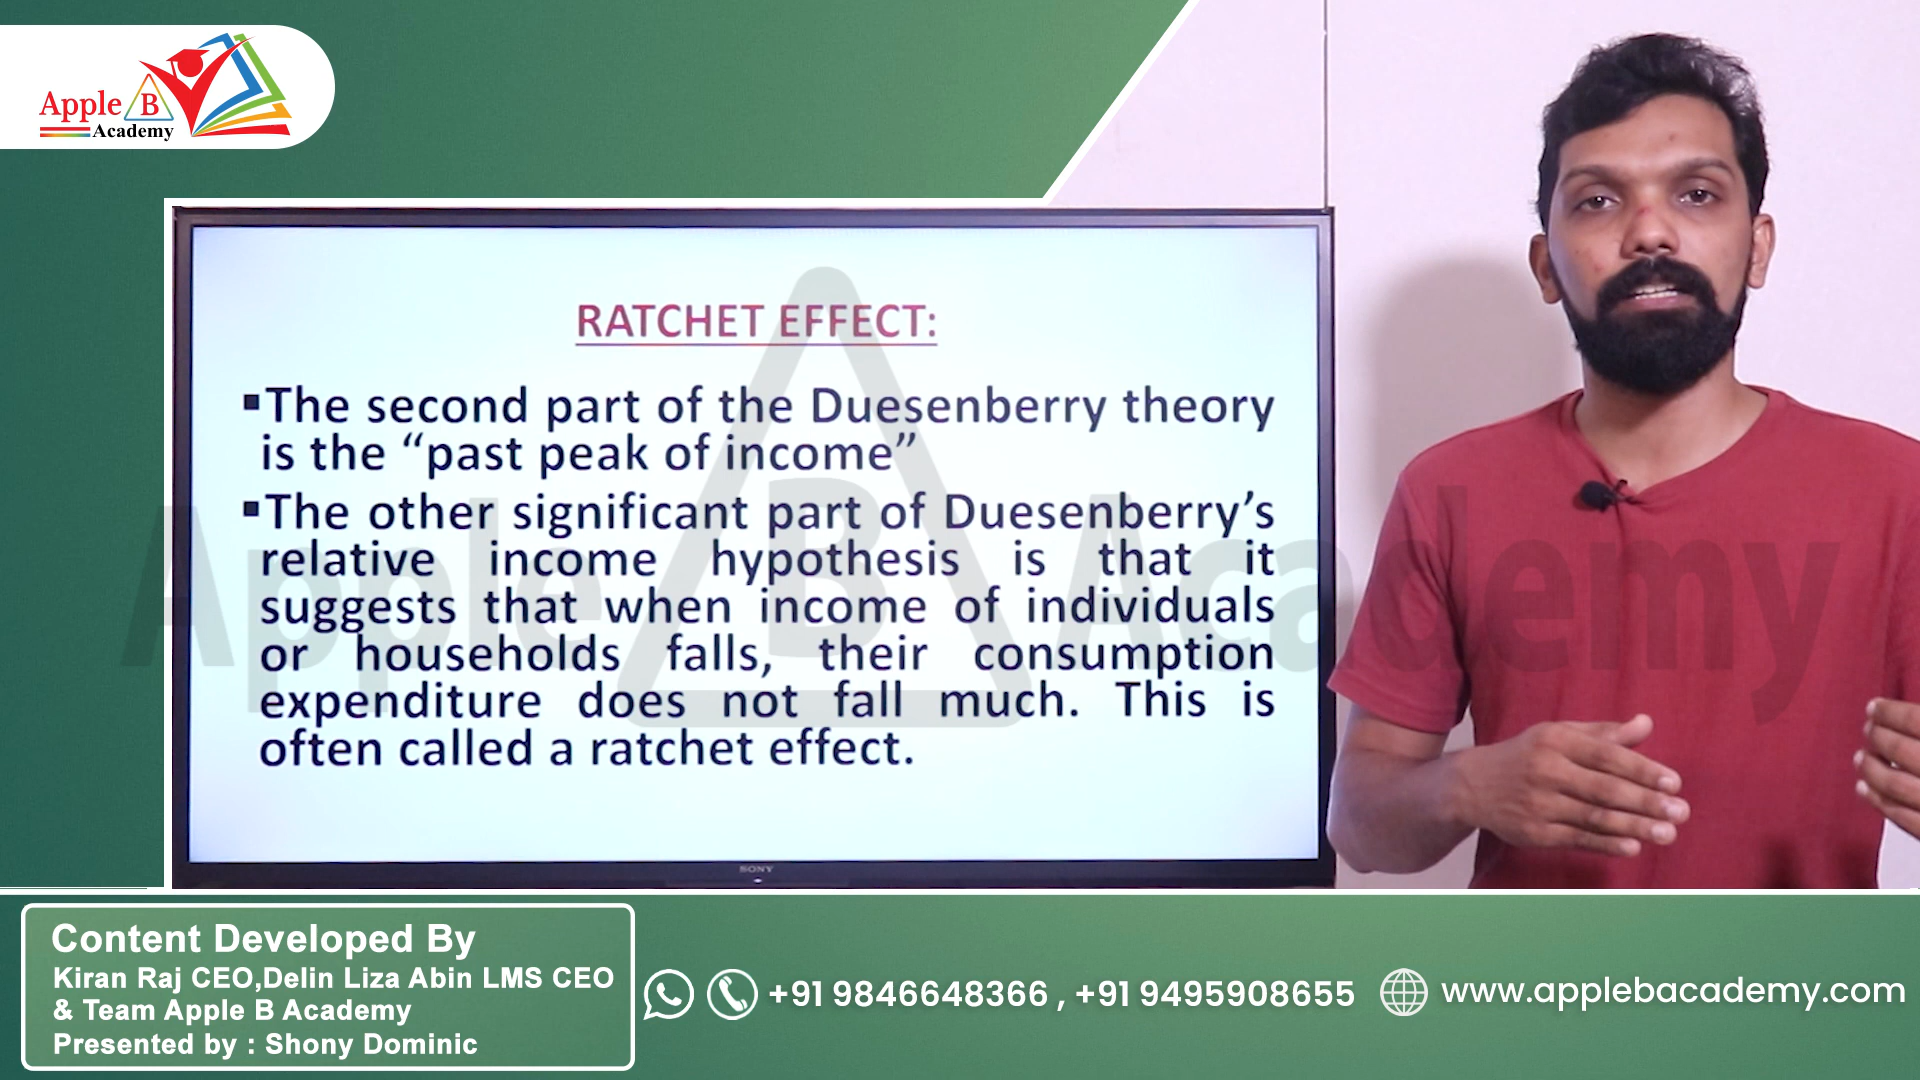 Apple B
Academy
RATCHET EFFECT:
▪The second part of the Duesenberry theory
is the “past peak of income”
▪The other significant part of Duesenberry’s
relative income hypothesis is that it
suggests that when income of individuals
or households falls, their consumption
expenditure does not fall much. This is
often called a ratchet effect.
Apple B Academy
SONY
Content Developed By
Kiran Raj CEO,Delin Liza Abin LMS CEO
& Team Apple B Academy
Presented by : Shony Dominic
+91 9846648366 , +91 9495908655
www.applebacademy.com